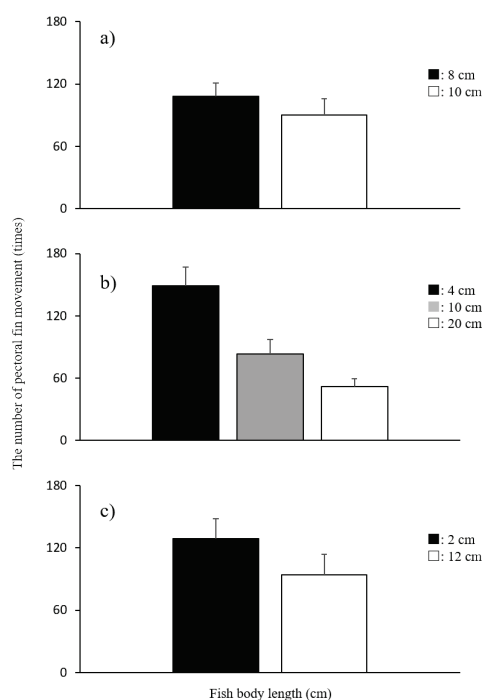 The number of pectoral fin movement (times)
a)
180
120
60
0
■: 8 cm
□: 10 cm
b)
180
120
60
0
■: 4 cm
■: 10 cm
□: 20 cm
c)
180
120
60
0
■: 2 cm
□: 12 cm
Fish body length (cm)